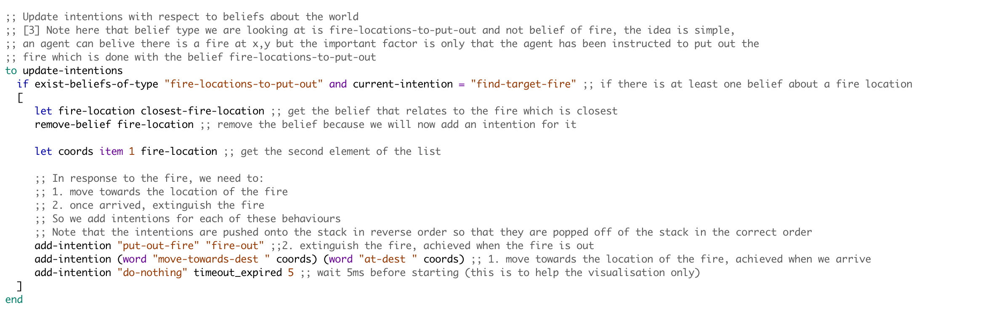 ;; Update intentions with respect to beliefs about the world
;; [3] Note here that belief type we are looking at is fire-locations-to-put-out and not belief of fire, the idea is simple,
;; an agent can belive there is a fire at x,y but the important factor is only that the agent has been instructed to put out the
;; fire which is done with the belief fire-locations-to-put-out
to update-intentions
  if exist-beliefs-of-type "fire-locations-to-put-out" and current-intention = "find-target-fire" ;; if there is at least one belief about a fire location
  [
     let fire-location closest-fire-location ;; get the belief that relates to the fire which is closest
     remove-belief fire-location ;; remove the belief because we will now add an intention for it

     let coords item 1 fire-location ;; get the second element of the list

     ;; In response to the fire, we need to:
     ;; 1. move towards the location of the fire
     ;; 2. once arrived, extinguish the fire
     ;; So we add intentions for each of these behaviours
     ;; Note that the intentions are pushed onto the stack in reverse order so that they are popped off of the stack in the correct order
     add-intention "put-out-fire" "fire-out" ;;2. extinguish the fire, achieved when the fire is out
     add-intention (word "move-towards-dest " coords) (word "at-dest " coords) ;; 1. move towards the location of the fire, achieved when we arrive
     add-intention "do-nothing" timeout_expired 5 ;; wait 5ms before starting (this is to help the visualisation only)
  ]
end